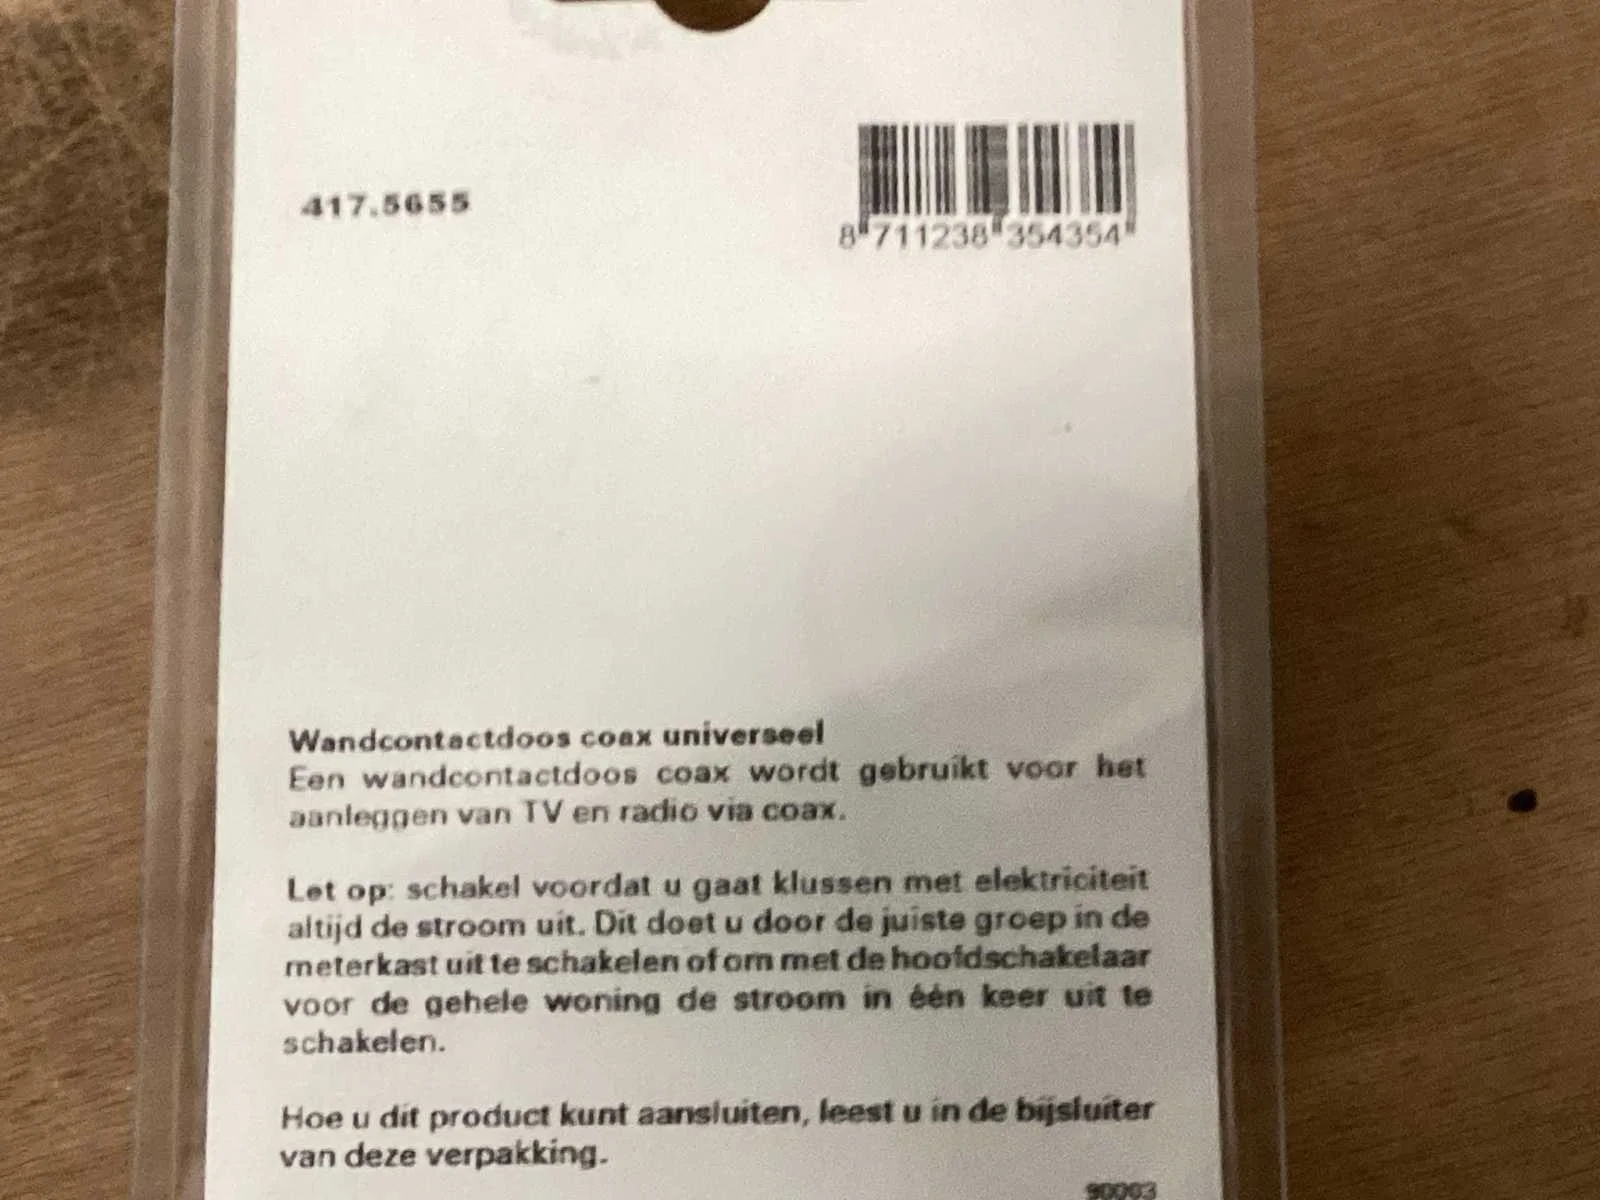 417.5655
8 711238 354354
Wandcontactdoos coax universeel
Een wandcontactdoos coax wordt gebruikt voor het
aanleggen van TV en radio via coax.
Let op: schakel voordat u gaat klussen met elektriciteit
altijd de stroom uit. Dit doet u door de juiste groep in de
meterkast uit te schakelen of om met de hoofdschakelaar
voor de gehele woning de stroom in één keer uit te
schakelen.
Hoe u dit product kunt aansluiten, leest u in de bijsluiter
van deze verpakking.
90003